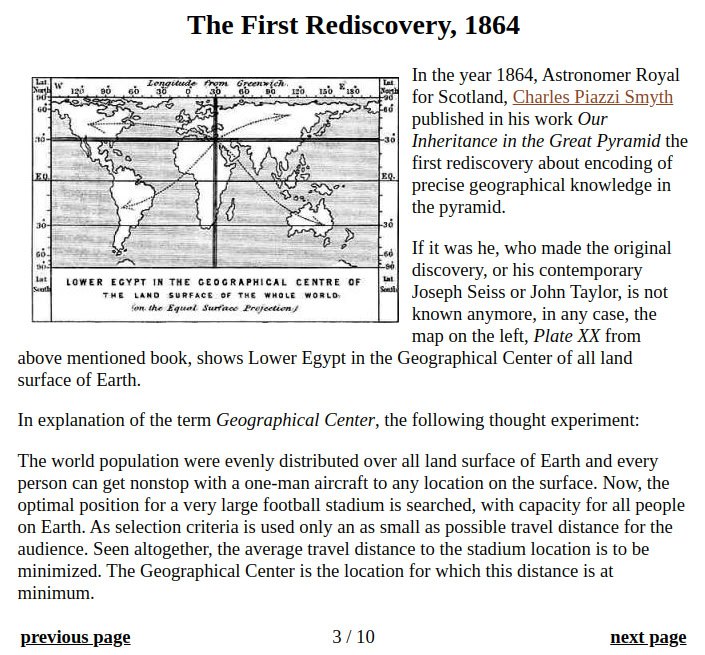 The First Rediscovery, 1864
Lat
North
W
Longitude from Greenwich.
E
Lat
North
120 90 60 30 0 30 60 90 120 150 180
90
60
30
EQ.
30
60
90
Lat
South
90
60
30
EQ.
30
60
90
Lat
South
LOWER EGYPT IN THE GEOGRAPHICAL CENTRE OF
THE LAND SURFACE OF THE WHOLE WORLD:
(on the Equal Surface Projection)
In the year 1864, Astronomer Royal
for Scotland, Charles Piazzi Smyth
published in his work Our
Inheritance in the Great Pyramid the
first rediscovery about encoding of
precise geographical knowledge in
the pyramid.
If it was he, who made the original
discovery, or his contemporary
Joseph Seiss or John Taylor, is not
known anymore, in any case, the
map on the left, Plate XX from
above mentioned book, shows Lower Egypt in the Geographical Center of all land
surface of Earth.
In explanation of the term Geographical Center, the following thought experiment:
The world population were evenly distributed over all land surface of Earth and every
person can get nonstop with a one-man aircraft to any location on the surface. Now, the
optimal position for a very large football stadium is searched, with capacity for all people
on Earth. As selection criteria is used only an as small as possible travel distance for the
audience. Seen altogether, the average travel distance to the stadium location is to be
minimized. The Geographical Center is the location for which this distance is at
minimum.
previous page
3 / 10
next page